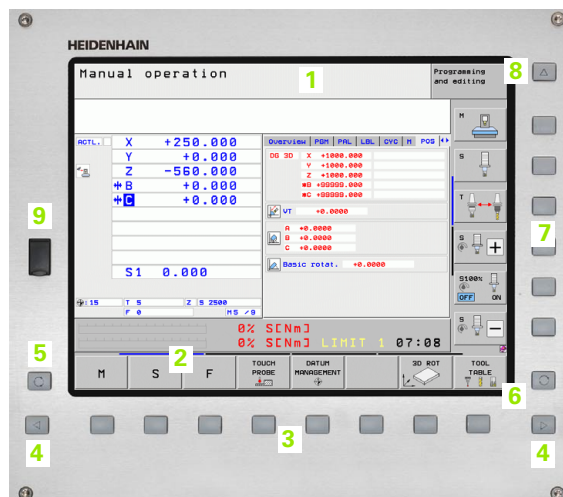 HEIDENHAIN
Manual operation
Programming
and editing
1
8
ACTL.
X +250.000
Y +0.000
Z -560.000
B +0.000
C +0.000
S1 0.000
:15 T 5 Z S 2500
F 0 M5 /9
Overview PGM PAL LBL CYC M POS
DG 3D X +1000.000
Y +1000.000
Z +1000.000
B +99999.000
C +99999.000
VT +0.0000
A +0.0000
B +0.0000
C +0.0000
Basic rotat. +0.0000
M
S
T
S
S100%
OFF ON
S
9
7
0% S[Nm]
0% S[Nm] LIMIT 1 07:08
5
2
M
S
F
TOUCH
PROBE
DATUM
MANAGEMENT
3D ROT
TOOL
TABLE
6
4
3
4